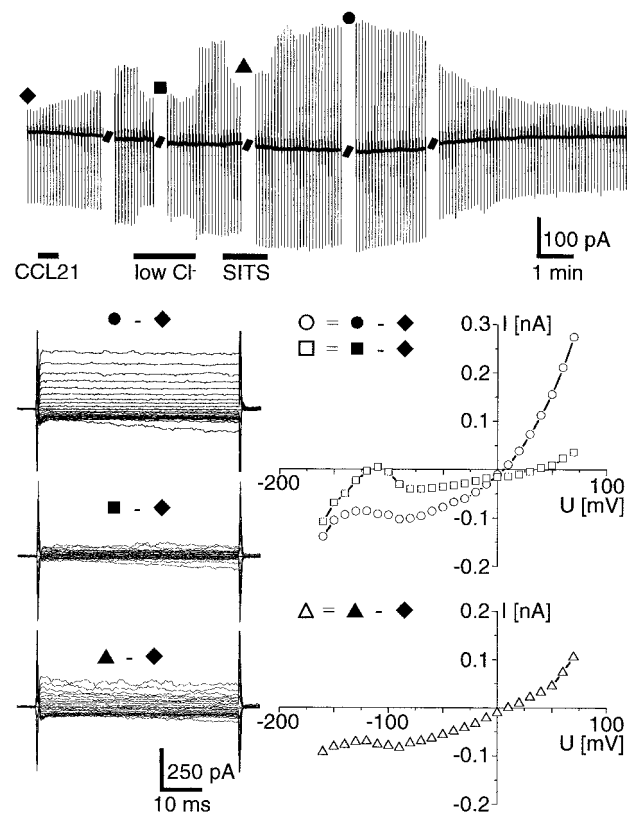 100 pA
1 min
CCL21 low Cl- SITS
● - ◆
○ = ● - ◆
□ = ■ - ◆
I [nA]
0.3
0.2
0.1
-200
100
U [mV]
-0.1
-0.2
■ - ◆
△ = ▲ - ◆
0.2
I [nA]
0.1
▲ - ◆
-200
-100
100
U [mV]
-0.1
-0.2
250 pA
10 ms